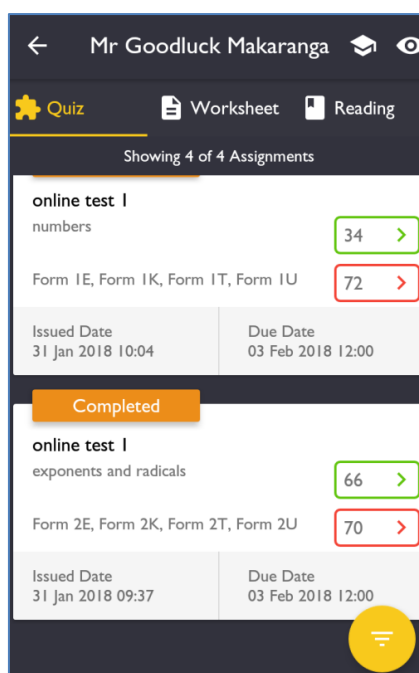 Mr Goodluck Makaranga
Quiz
Worksheet
Reading
Showing 4 of 4 Assignments
online test 1
numbers
34
Form 1E, Form 1K, Form 1T, Form 1U
72
Issued Date
31 Jan 2018 10:04
Due Date
03 Feb 2018 12:00
Completed
online test 1
exponents and radicals
66
Form 2E, Form 2K, Form 2T, Form 2U
70
Issued Date
31 Jan 2018 09:37
Due Date
03 Feb 2018 12:00